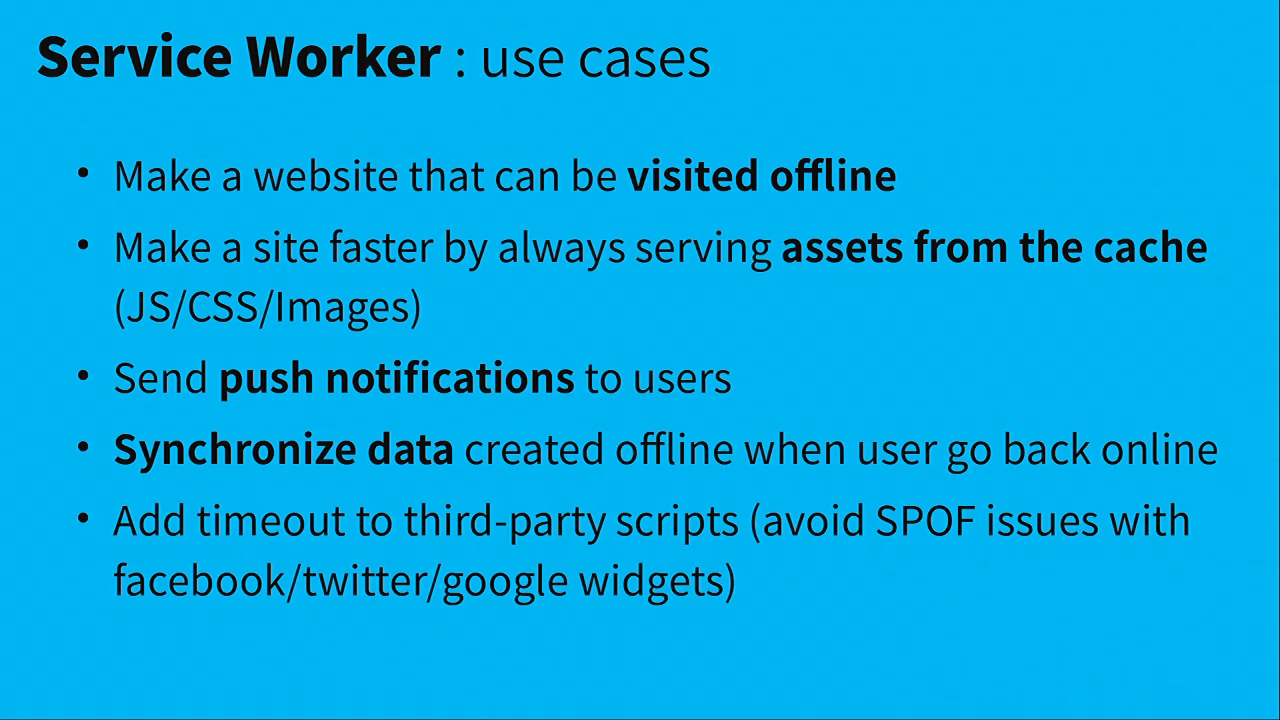 Service Worker : use cases
• Make a website that can be visited offline
• Make a site faster by always serving assets from the cache
(JS/CSS/Images)
• Send push notifications to users
• Synchronize data created offline when user go back online
• Add timeout to third-party scripts (avoid SPOF issues with
facebook/twitter/google widgets)